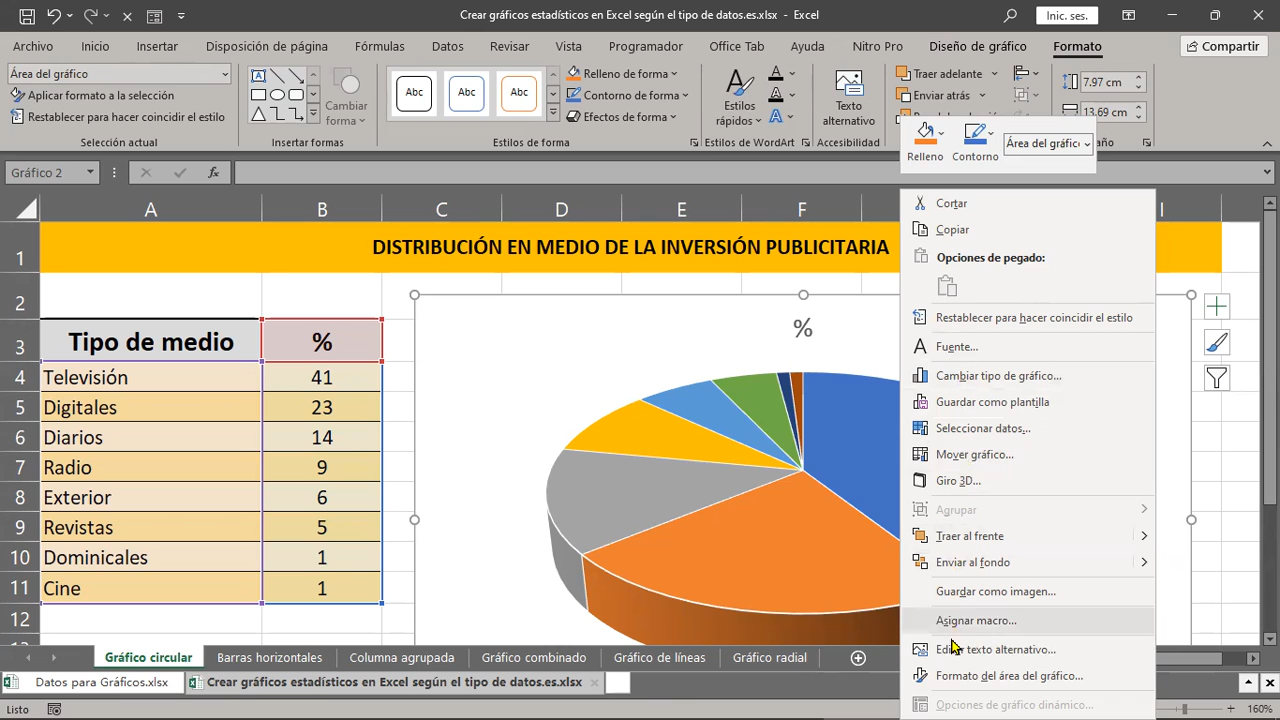 Crear gráficos estadísticos en Excel según el tipo de datos.es.xlsx - Excel
Inic. ses.
Archivo Inicio Insertar Disposición de página Fórmulas Datos Revisar Vista Programador Office Tab Ayuda Nitro Pro Diseño de gráfico Formato Compartir
Área del gráfico
Aplicar formato a la selección
Restablecer para hacer coincidir el estilo
Selección actual
Cambiar forma
Insertar formas
Abc Abc Abc
Relleno de forma
Contorno de forma
Efectos de forma
Estilos de forma
Estilos rápidos
Estilos de WordArt
Texto alternativo
Accesibilidad
Traer adelante
Enviar atrás
7.97 cm
13.69 cm
Relleno Contorno Área del gráfic
Gráfico 2 fx
A B C D E F I
1 DISTRIBUCIÓN EN MEDIO DE LA INVERSIÓN PUBLICITARIA
2
3 Tipo de medio %
4 Televisión 41
5 Digitales 23
6 Diarios 14
7 Radio 9
8 Exterior 6
9 Revistas 5
10 Dominicales 1
11 Cine 1
12
%
Cortar
Copiar
Opciones de pegado:
Restablecer para hacer coincidir el estilo
Fuente...
Cambiar tipo de gráfico...
Guardar como plantilla
Seleccionar datos...
Mover gráfico...
Giro 3D...
Agrupar
Traer al frente
Enviar al fondo
Guardar como imagen...
Asignar macro...
texto alternativo...
Formato del área del gráfico...
Opciones de gráfico dinámico...
Gráfico circular Barras horizontales Columna agrupada Gráfico combinado Gráfico de líneas Gráfico radial
Datos para Gráficos.xlsx Crear gráficos estadísticos en Excel según el tipo de datos.es.xlsx
Listo 160%